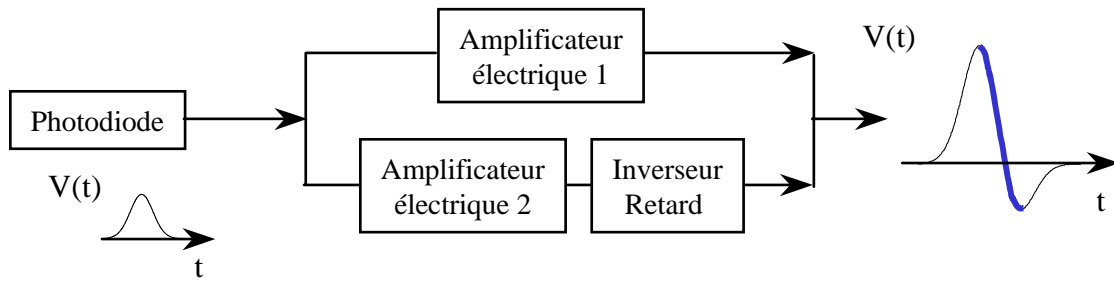 Amplificateur
électrique 1
V(t)
Photodiode
Amplificateur
électrique 2
Inverseur
Retard
V(t)
t
t